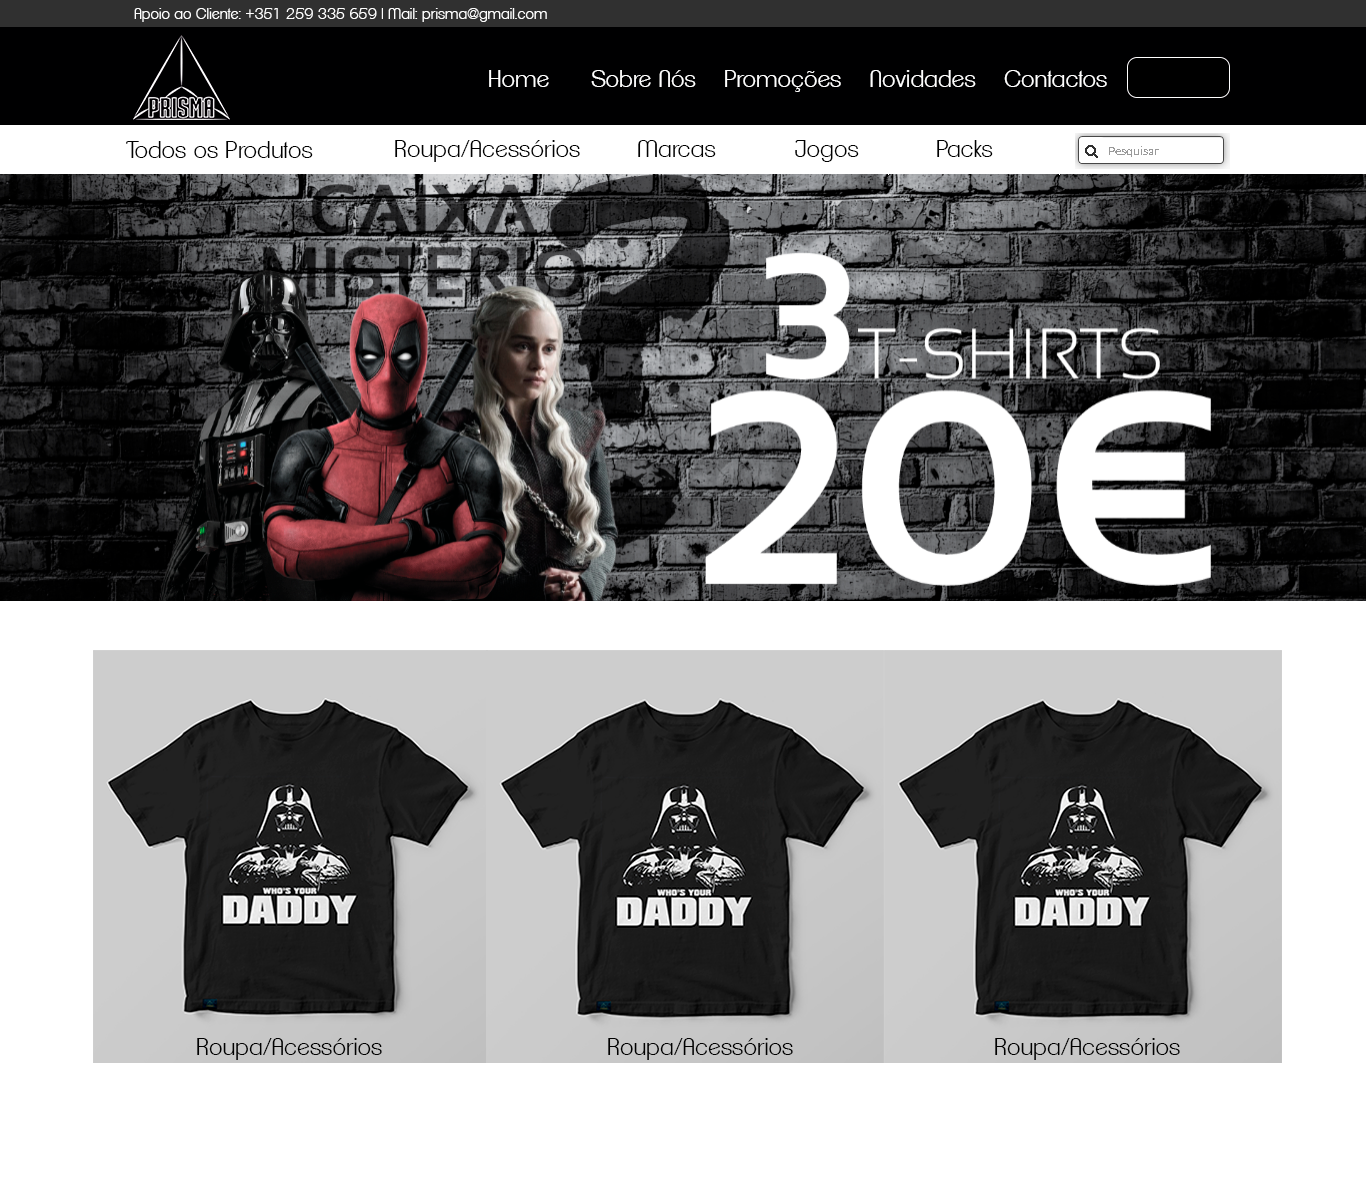 Apoio ao Cliente: +351 259 335 659 | Mail: prisma@gmail.com
PRISMA
Home Sobre Nós Promoções Novidades Contactos
Todos os Produtos Roupa/Acessórios Marcas Jogos Packs Pesquisar
CAIXA
MISTÉRIO
?
3 T-SHIRTS
20€
WHO'S YOUR
DADDY
WHO'S YOUR
DADDY
WHO'S YOUR
DADDY
Roupa/Acessórios Roupa/Acessórios Roupa/Acessórios